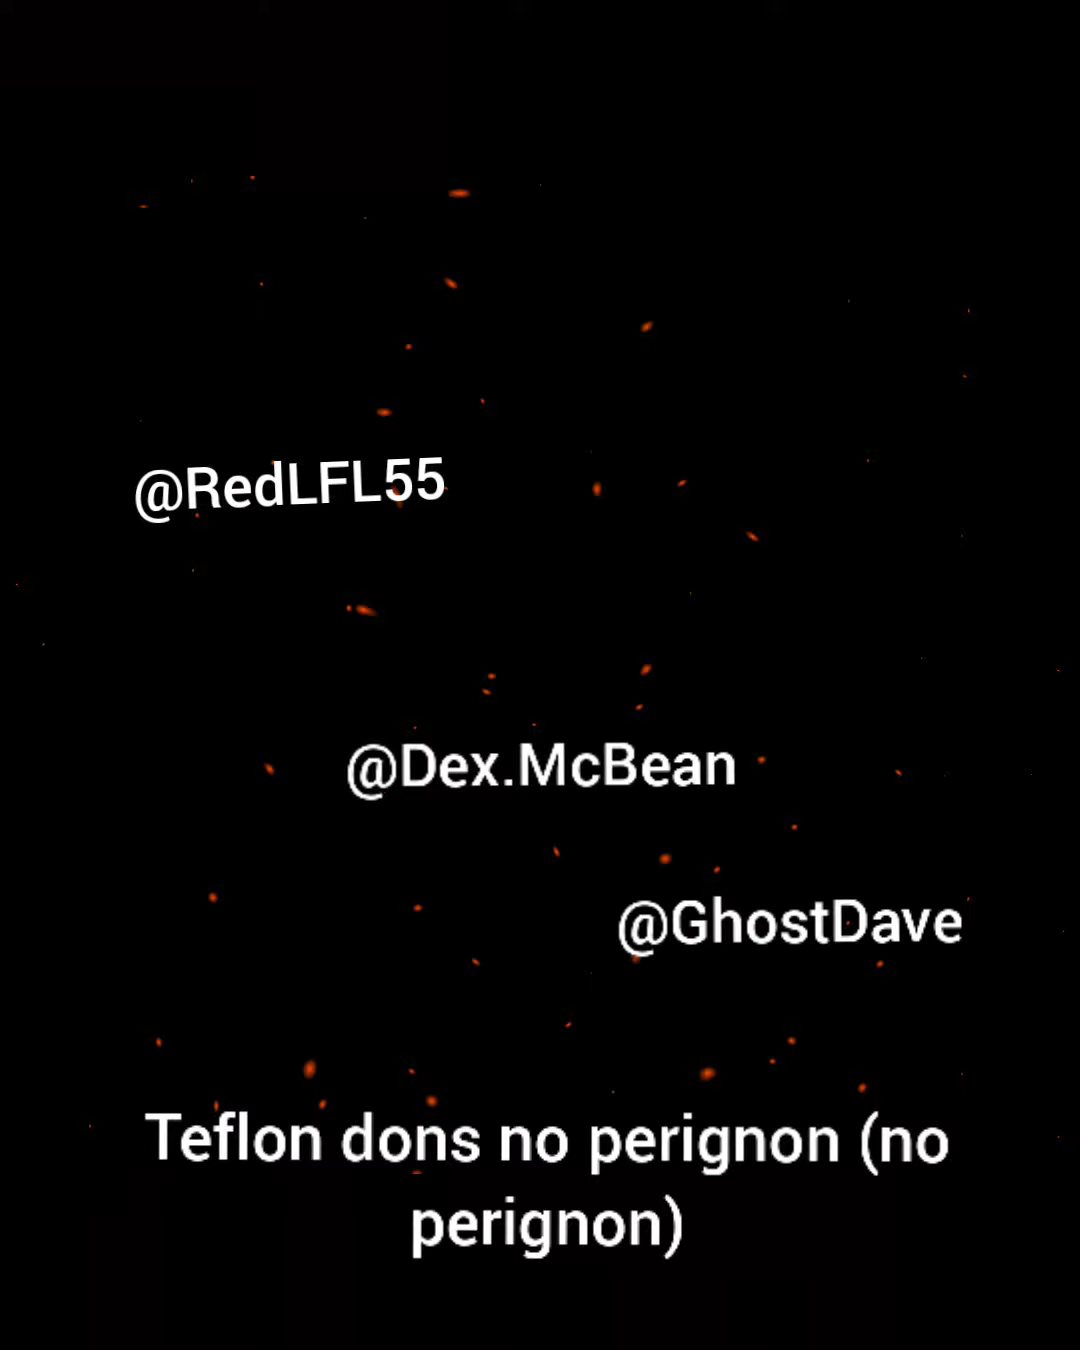 @RedLFL55
@Dex.McBean
@GhostDave
Teflon dons no perignon (no
perignon)